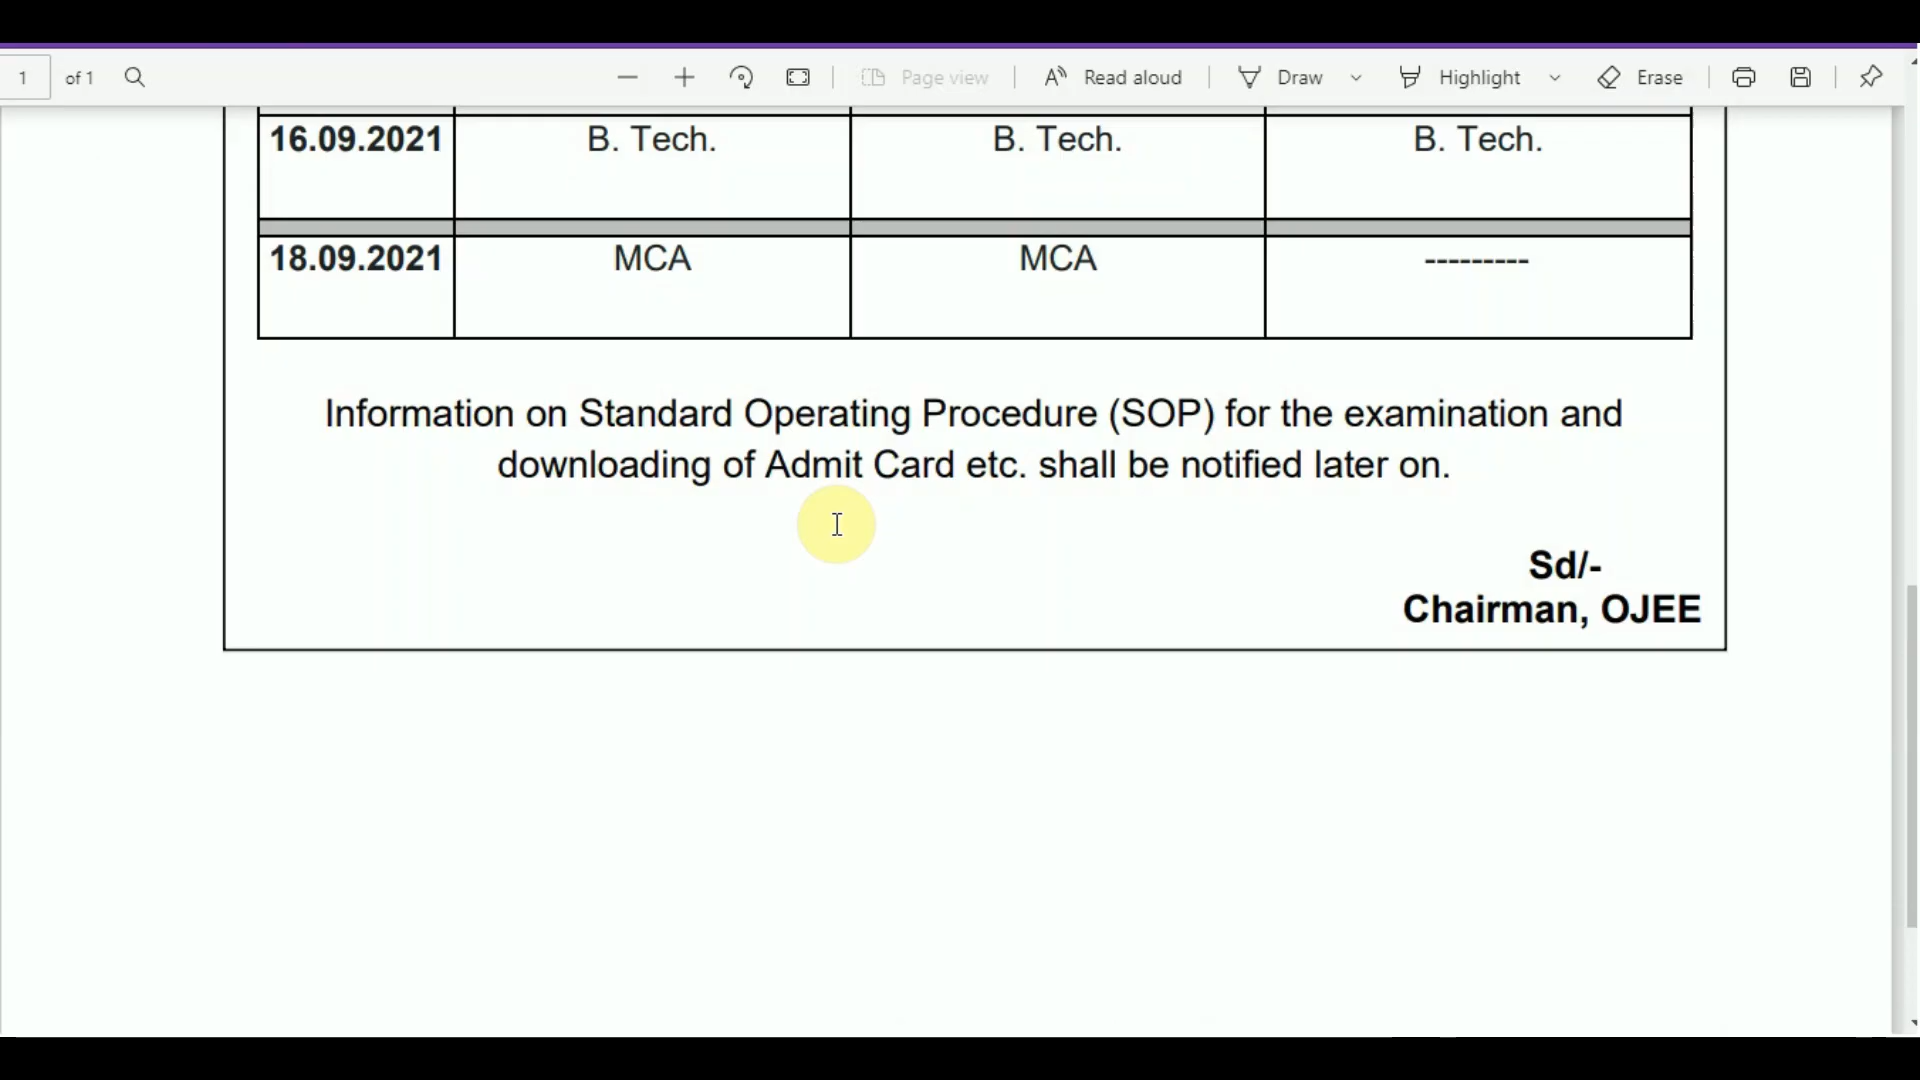 1 of 1 Page view Read aloud Draw Highlight Erase
16.09.2021 B. Tech. B. Tech. B. Tech.
18.09.2021 MCA MCA ---------
Information on Standard Operating Procedure (SOP) for the examination and
downloading of Admit Card etc. shall be notified later on.
Sd/-
Chairman, OJEE